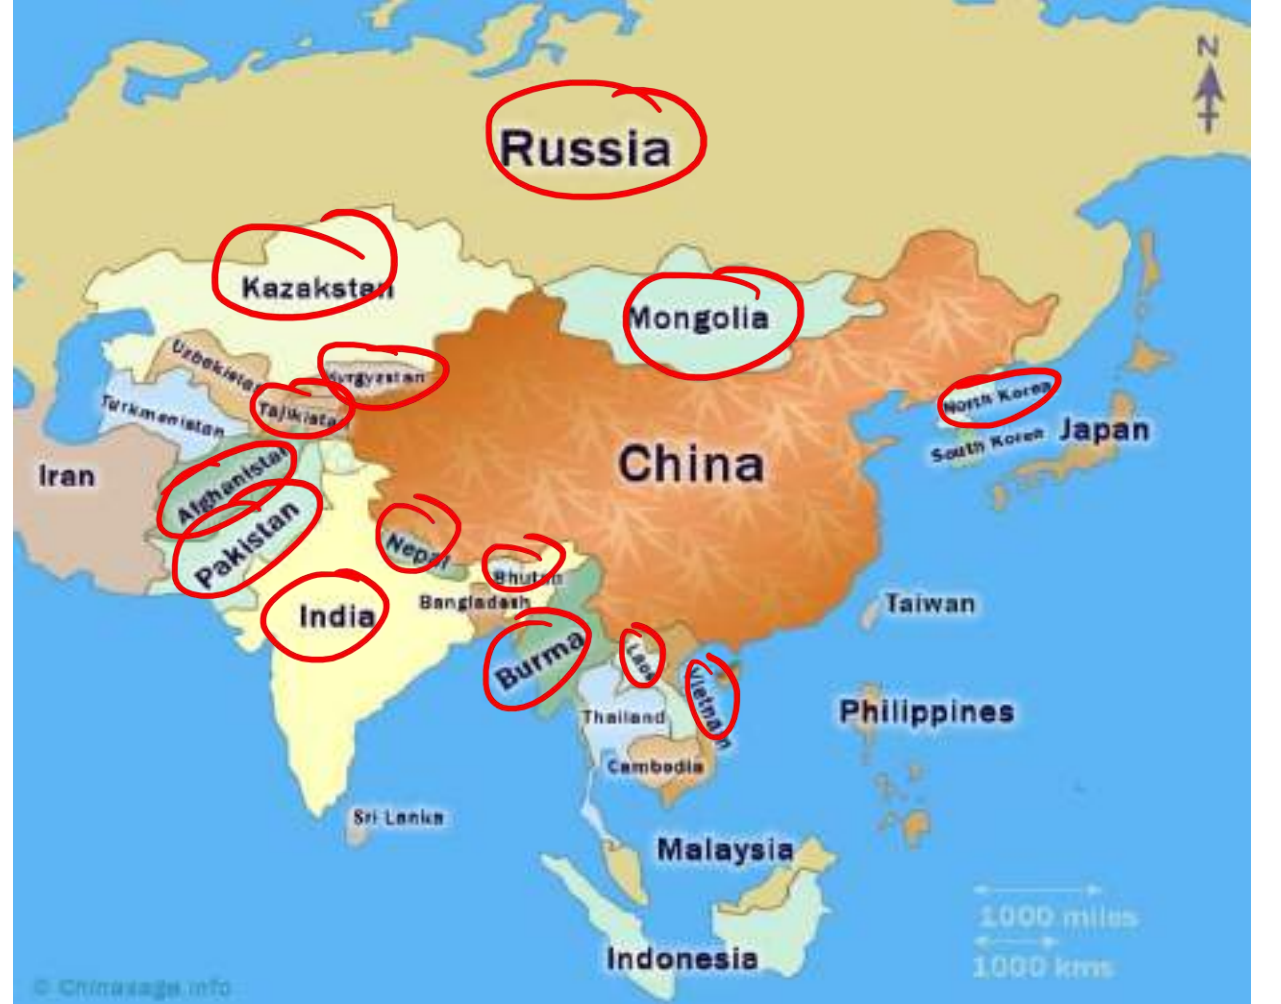 N
Russia
Kazakstan
Mongolia
Uzbekistan
Kyrgyzstan
Tajikistan
Turkmenistan
North Korea
South Korea
Japan
China
Iran
Afghanistan
Pakistan
Nepal
Bhutan
Bangladesh
India
Burma
Laos
Vietnam
Taiwan
Thailand
Philippines
Cambodia
Sri Lanka
Malaysia
1000 miles
1000 kms
Indonesia
© Chinasage info